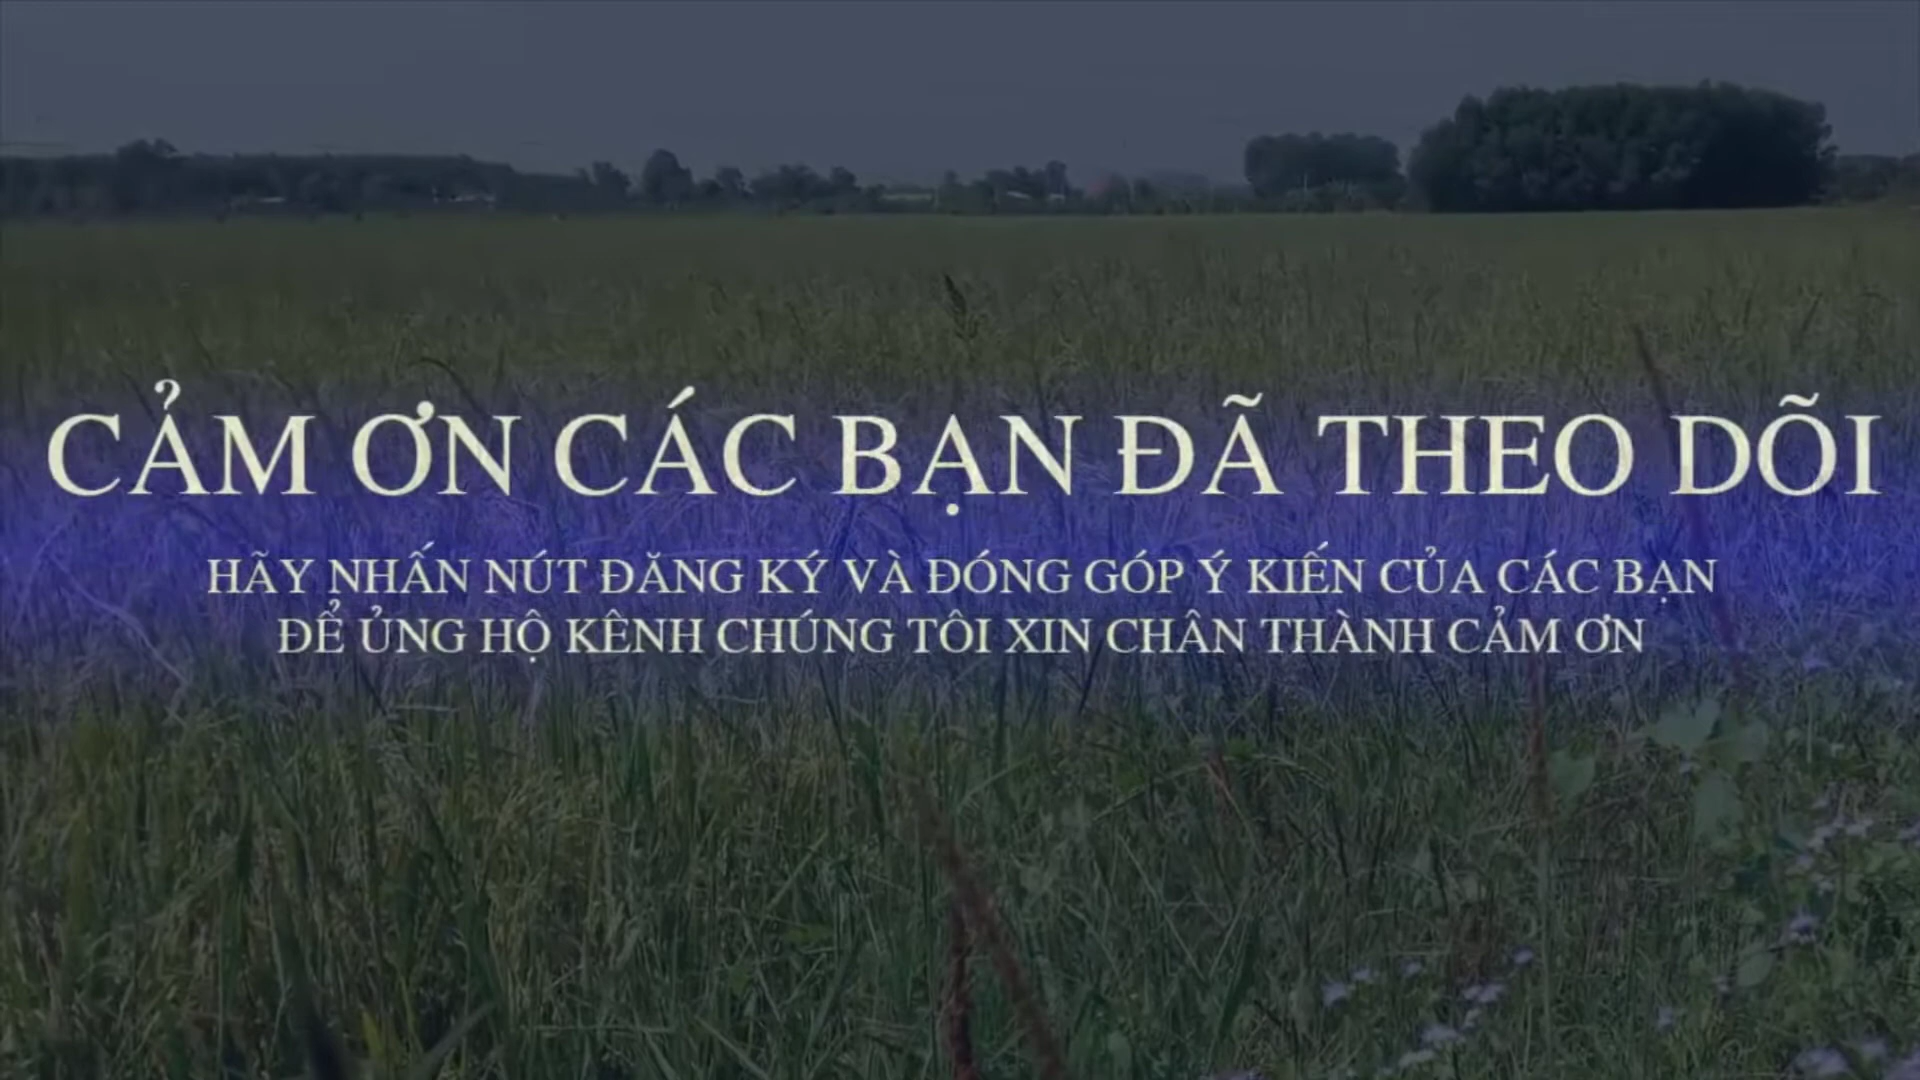 CẢM ƠN CÁC BẠN ĐÃ THEO DÕI
HÃY NHẤN NÚT ĐĂNG KÝ VÀ ĐÓNG GÓP Ý KIẾN CỦA CÁC BẠN
ĐỂ ỦNG HỘ KÊNH CHÚNG TÔI XIN CHÂN THÀNH CẢM ƠN